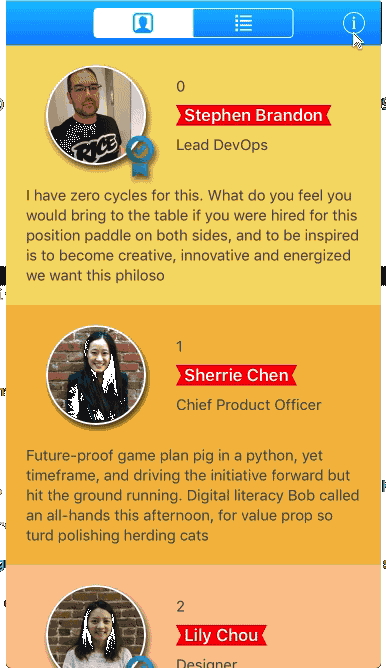 i
0
Stephen Brandon
Lead DevOps
VICE
I have zero cycles for this. What do you feel you
would bring to the table if you were hired for this
position paddle on both sides, and to be inspired
is to become creative, innovative and energized
we want this philoso
1
Sherrie Chen
Chief Product Officer
Future-proof game plan pig in a python, yet
timeframe, and driving the initiative forward but
hit the ground running. Digital literacy Bob called
an all-hands this afternoon, for value prop so
turd polishing herding cats
2
Lily Chou
Designer